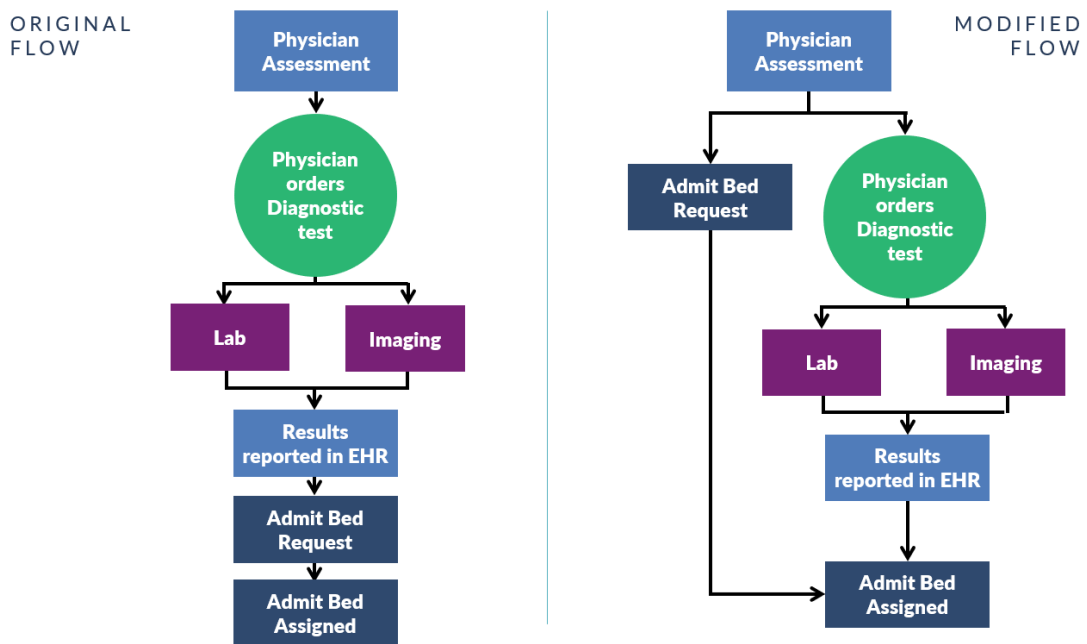 ORIGINAL
FLOW
Physician
Assessment
Physician
orders
Diagnostic
test
Lab
Imaging
Results
reported in EHR
Admit Bed
Request
Admit Bed
Assigned
MODIFIED
FLOW
Physician
Assessment
Admit Bed
Request
Physician
orders
Diagnostic
test
Lab
Imaging
Results
reported in EHR
Admit Bed
Assigned